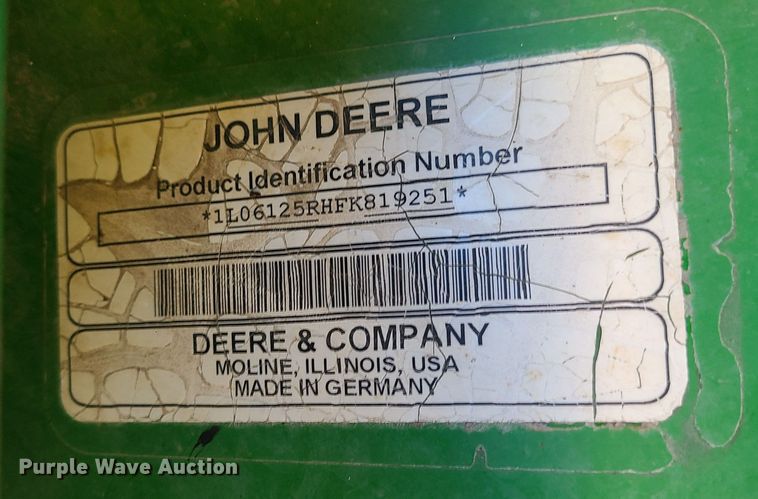 JOHN DEERE
Product Identification Number
*1L06125RHFK819251*
DEERE & COMPANY
MOLINE, ILLINOIS, USA
MADE IN GERMANY
Purple Wave Auction